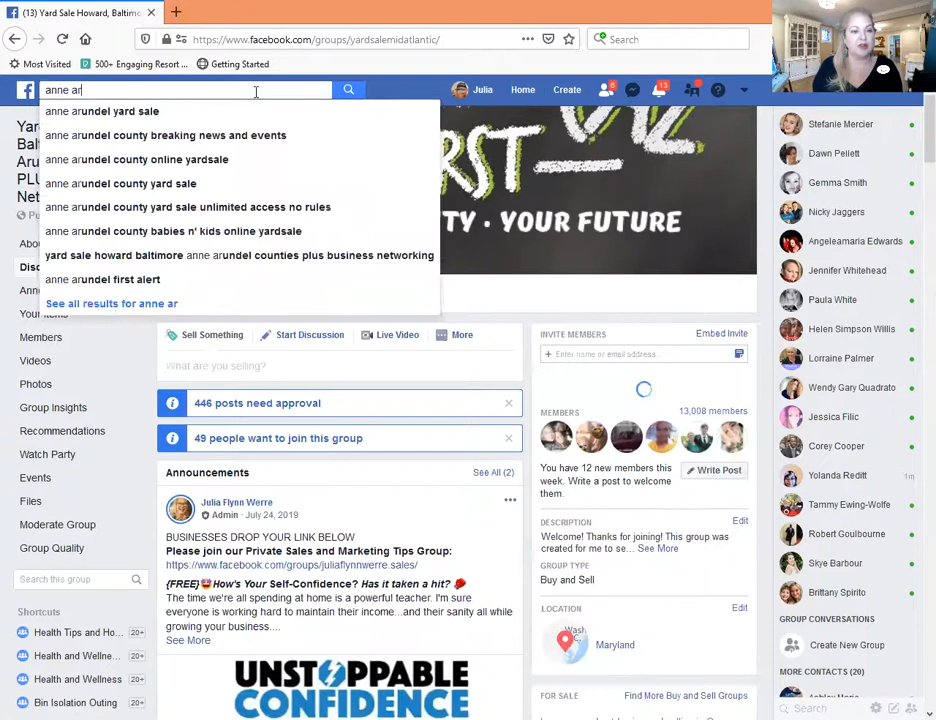 (13) Yard Sale Howard, Baltimo
https://www.facebook.com/groups/yardsalemidatlantic/
Search
Most Visited
500+ Engaging Resort ...
Getting Started
anne ar
Julia
Home
Create
6
13
anne arundel yard sale
anne arundel county breaking news and events
anne arundel county online yardsale
anne arundel county yard sale
anne arundel county yard sale unlimited access no rules
anne arundel county babies n' kids online yardsale
yard sale howard baltimore anne arundel counties plus business networking
anne arundel first alert
See all results for anne ar
Members
Videos
Photos
Group Insights
Recommendations
Watch Party
Events
Files
Moderate Group
Group Quality
Search this group
Shortcuts
Health Tips and Ho... 20+
Health and Wellne... 20+
Health and Wellness 20+
Bin Isolation Outing 20+
TY · YOUR FUTURE
Sell Something
Start Discussion
Live Video
More
What are you selling?
446 posts need approval
49 people want to join this group
Announcements
See All (2)
Julia Flynn Werre
Admin · July 24, 2019
BUSINESSES DROP YOUR LINK BELOW
Please join our Private Sales and Marketing Tips Group:
https://www.facebook.com/groups/juliaflynnwerre.sales/
{FREE}🤩How's Your Self-Confidence? Has it taken a hit? 🥊
The time we're all spending at home is a powerful teacher. I'm sure
everyone is working hard to maintain their income...and their sanity all while
growing your business....
See More
UNSTOPPABLE
CONFIDENCE
INVITE MEMBERS
Embed Invite
+ Enter name or email address...
MEMBERS
13,008 members
You have 12 new members
this week. Write a post to welcome
them.
Write Post
DESCRIPTION
Edit
Welcome! Thanks for joining! This group was
created for me to se... See More
GROUP TYPE
Buy and Sell
LOCATION
Edit
Maryland
FOR SALE
Find More Buy and Sell Groups
Stefanie Mercier
Dawn Pellett
Gemma Smith
Nicky Jaggers
Angeleamaria Edwards
Jennifer Whitehead
Paula White
Helen Simpson Willis
Lorraine Palmer
Wendy Gary Quadrato
Jessica Filic
Corey Cooper
Yolanda Reditt 1m
Tammy Ewing-Wolfe
Robert Goulbourne
Skye Barbour
Brittany Spirito
GROUP CONVERSATIONS
Create New Group
MORE CONTACTS (20)
Search